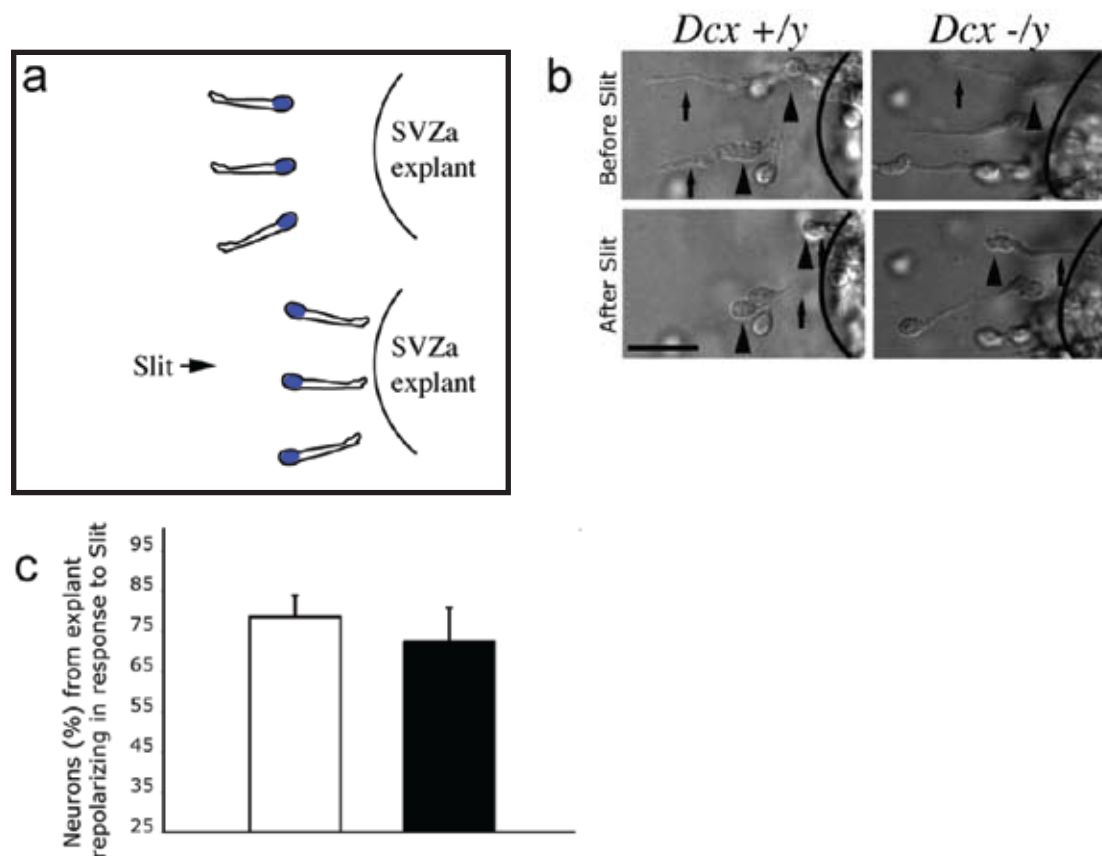 a
SVZa
explant
Slit
SVZa
explant
b
Dcx +/y
Dcx -/y
Before Slit
After Slit
c
Neurons (%) from explant
repolarizing in response to Slit
95
85
75
65
55
45
35
25